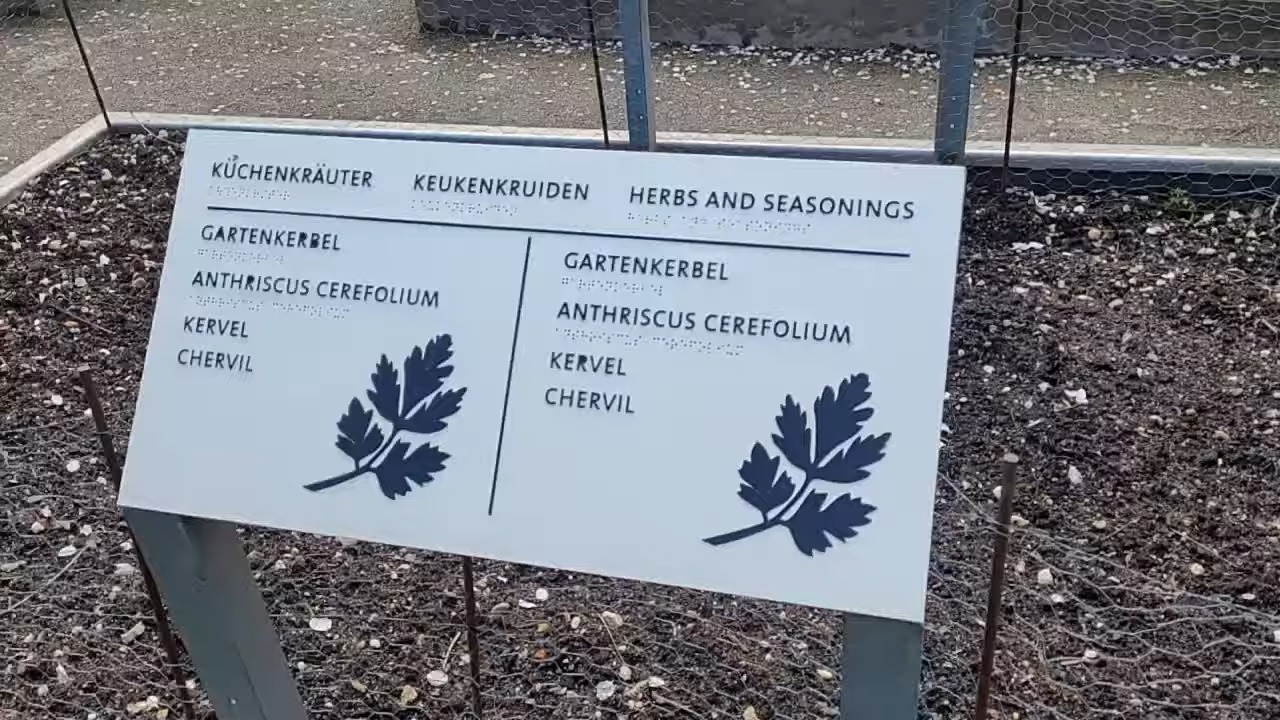 KÜCHENKRÄUTER KEUKENKRUIDEN HERBS AND SEASONINGS
GARTENKERBEL
ANTHRISCUS CEREFOLIUM
KERVEL
CHERVIL
GARTENKERBEL
ANTHRISCUS CEREFOLIUM
KERVEL
CHERVIL